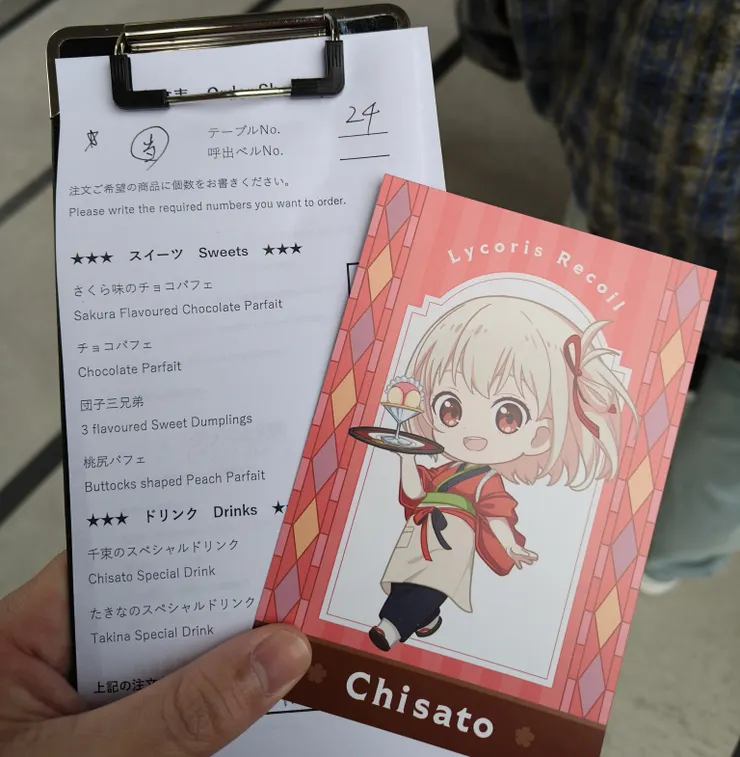 テーブルNo. 24
呼出ベルNo.
注文ご希望の商品に個数をお書きください。
Please write the required numbers you want to order.
★★★ スイーツ Sweets ★★★
さくら味のチョコパフェ
Sakura Flavoured Chocolate Parfait
チョコパフェ
Chocolate Parfait
団子三兄弟
3 flavoured Sweet Dumplings
桃尻パフェ
Buttocks shaped Peach Parfait
★★★ ドリンク Drinks ★
千束のスペシャルドリンク
Chisato Special Drink
たきなのスペシャルドリンク
Takina Special Drink
上記の注文
Lycoris Recoil
Chisato